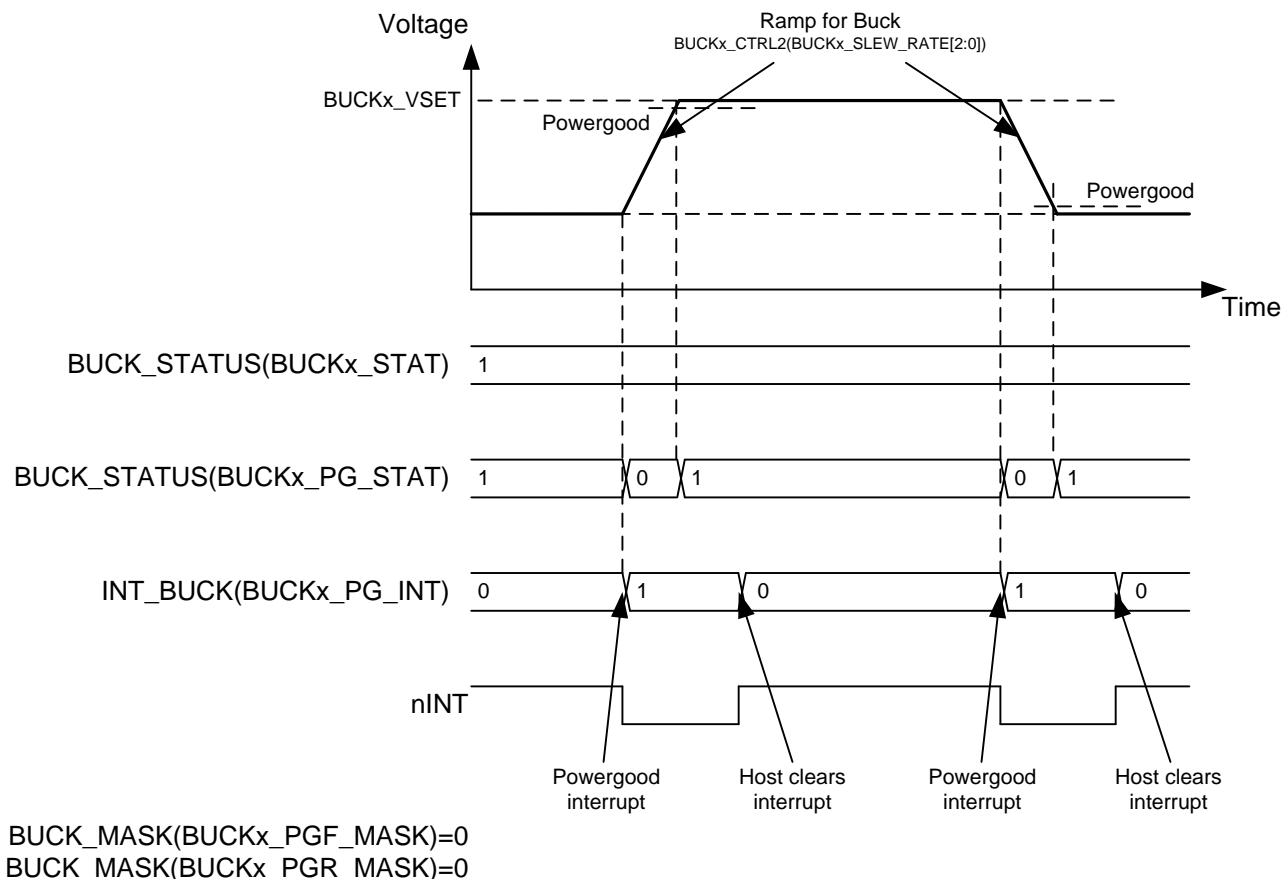 Voltage
Ramp for Buck
BUCKx_CTRL2(BUCKx_SLEW_RATE[2:0])
BUCKx_VSET
Powergood
Powergood
Time
BUCK_STATUS(BUCKx_STAT)
1
BUCK_STATUS(BUCKx_PG_STAT)
1
0
1
0
1
INT_BUCK(BUCKx_PG_INT)
0
1
0
1
0
nINT
Powergood
interrupt
Host clears
interrupt
Powergood
interrupt
Host clears
interrupt
BUCK_MASK(BUCKx_PGF_MASK)=0
BUCK_MASK(BUCKx_PGR_MASK)=0